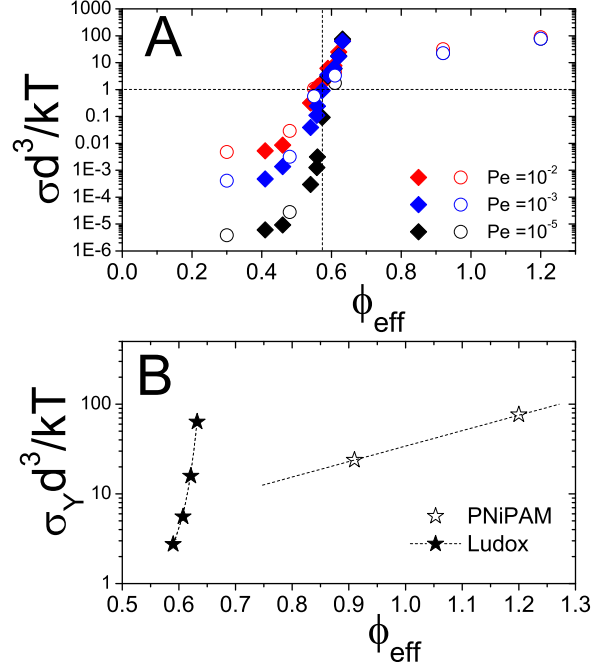 A
σd³/kT
1000
100
10
1
0.1
0.01
1E-3
1E-4
1E-5
1E-6
Pe =10⁻²
Pe =10⁻³
Pe =10⁻⁵
0.0 0.2 0.4 0.6 0.8 1.0 1.2
ϕeff
B
σY d³/kT
100
10
1
PNiPAM
Ludox
0.5 0.6 0.7 0.8 0.9 1.0 1.1 1.2 1.3
ϕeff